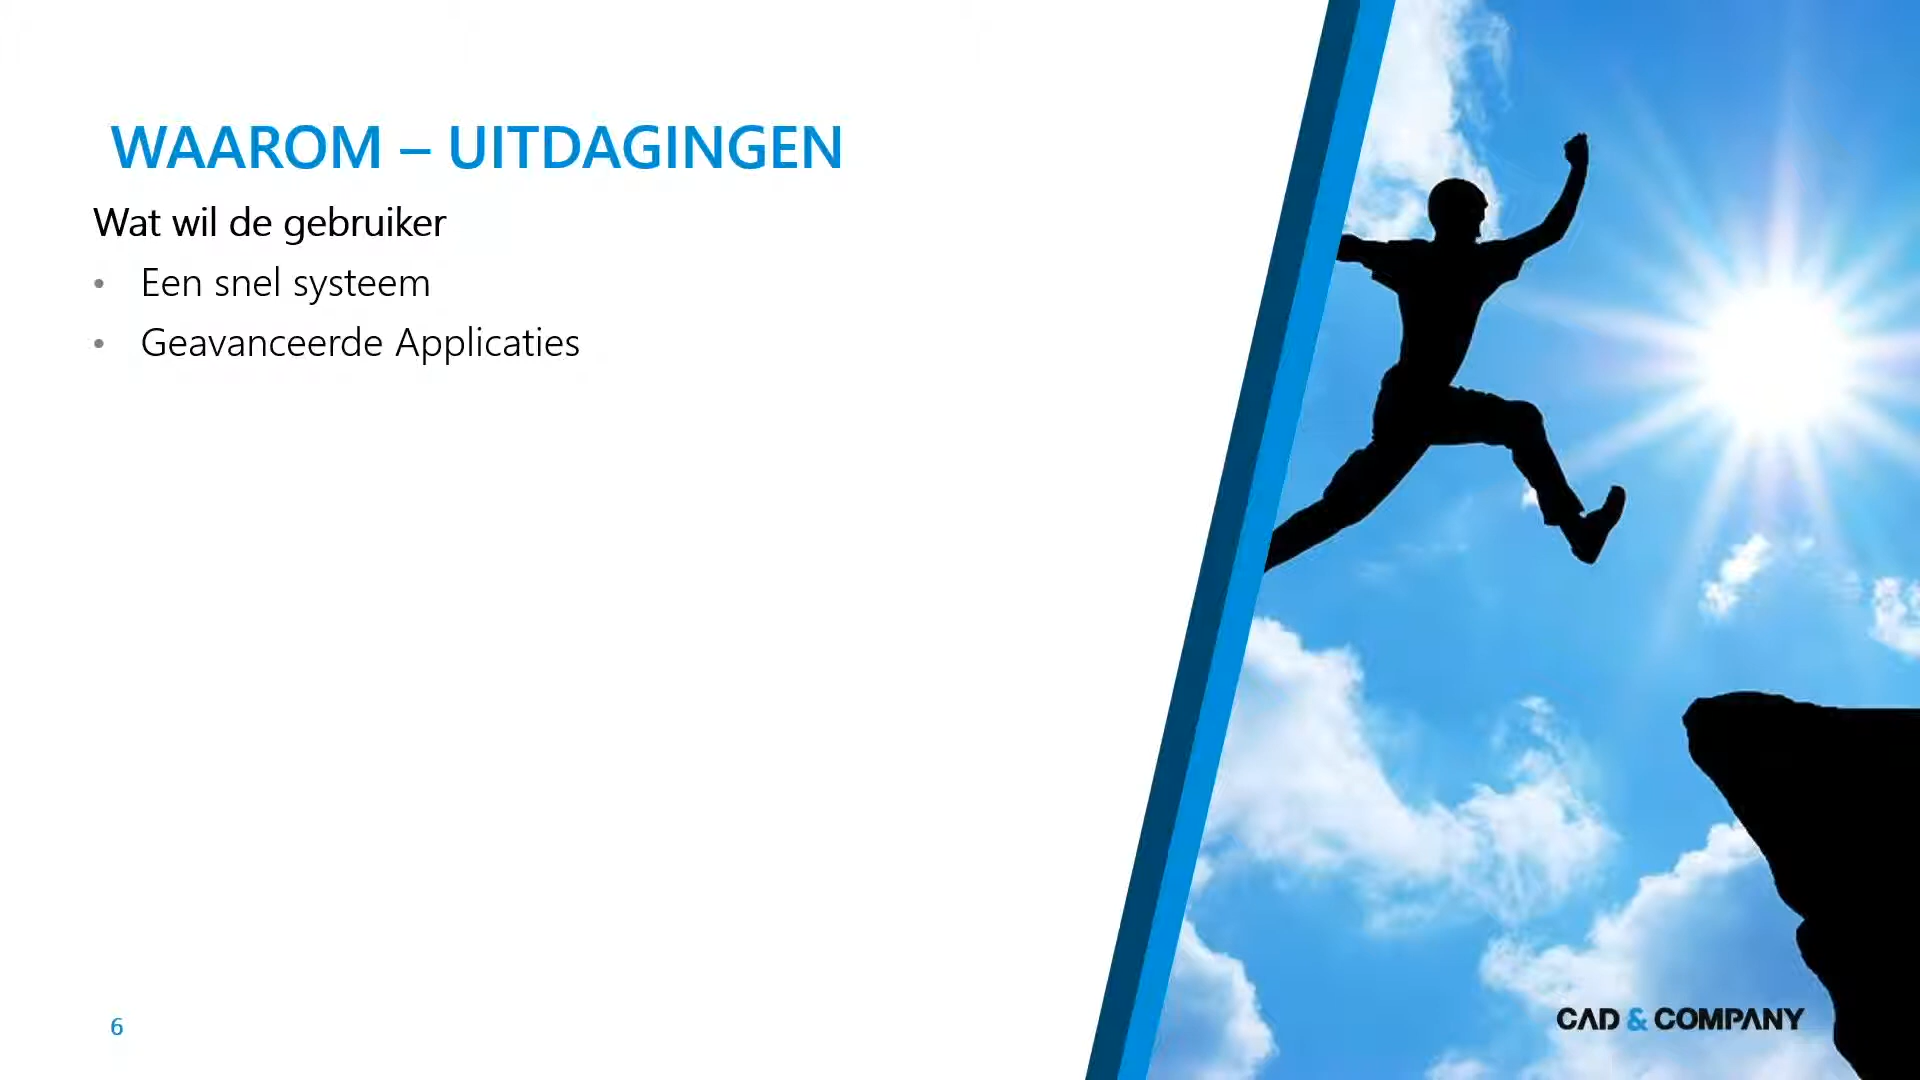 WAAROM – UITDAGINGEN
Wat wil de gebruiker
• Een snel systeem
• Geavanceerde Applicaties
6
CAD & COMPANY